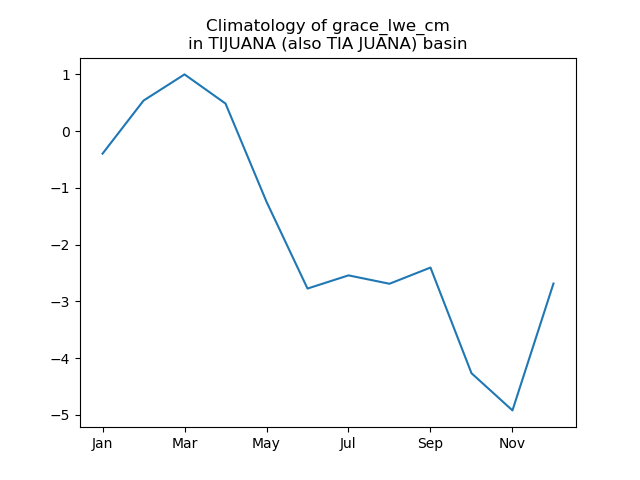 Climatology of grace_lwe_cm
in TIJUANA (also TIA JUANA) basin
1
0
−1
−2
−3
−4
−5
Jan Mar May Jul Sep Nov